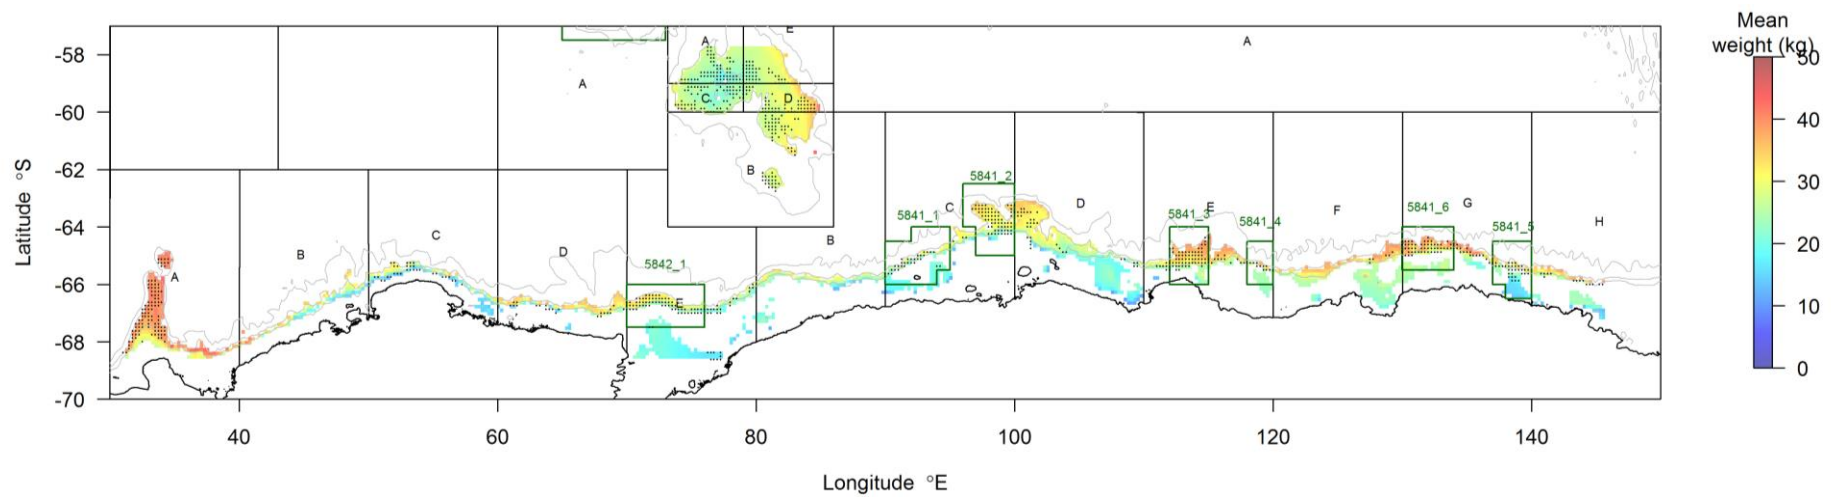 Mean
weight (kg)
50
40
30
20
10
0
-58
-60
-62
-64
-66
-68
-70
Latitude °S
A
E
A
A
C
D
B
5841_2
5841_1
C
D
5841_3
E
5841_4
F
5841_6
G
5841_5
H
A
B
C
D
5842_1
E
B
40
60
80
100
120
140
Longitude °E